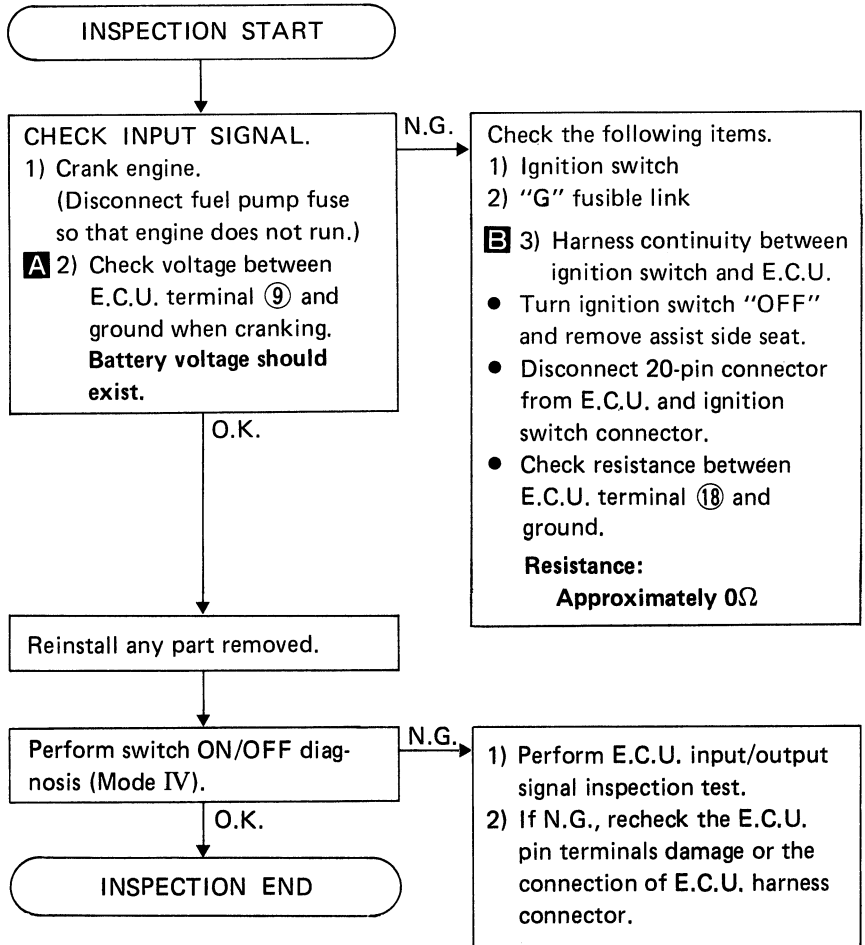 INSPECTION START
CHECK INPUT SIGNAL.
1) Crank engine.
(Disconnect fuel pump fuse
so that engine does not run.)
A 2) Check voltage between
E.C.U. terminal ⑨ and
ground when cranking.
Battery voltage should
exist.
N.G.
Check the following items.
1) Ignition switch
2) "G" fusible link
B 3) Harness continuity between
ignition switch and E.C.U.
● Turn ignition switch "OFF"
and remove assist side seat.
● Disconnect 20-pin connector
from E.C.U. and ignition
switch connector.
● Check resistance between
E.C.U. terminal ⑱ and
ground.
Resistance:
Approximately 0Ω
O.K.
Reinstall any part removed.
Perform switch ON/OFF diag-
nosis (Mode IV).
N.G.
1) Perform E.C.U. input/output
signal inspection test.
2) If N.G., recheck the E.C.U.
pin terminals damage or the
connection of E.C.U. harness
connector.
O.K.
INSPECTION END